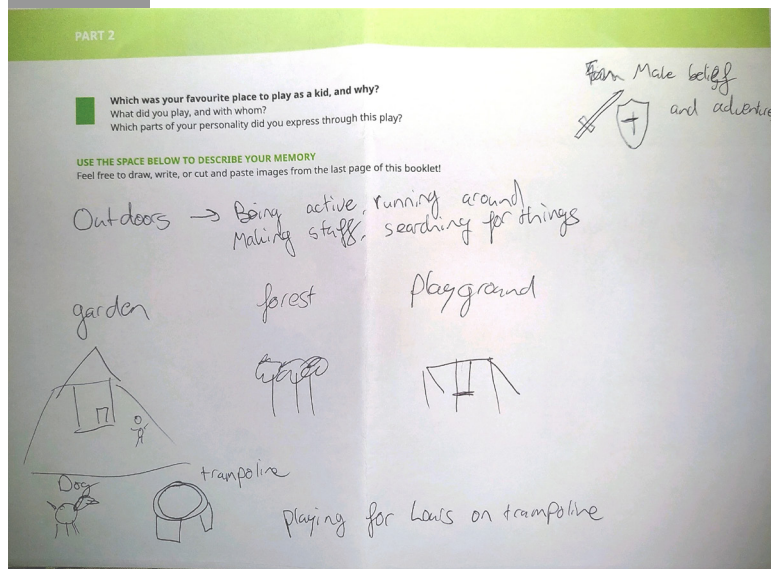 PART 2
Male belief
and adventure
Which was your favourite place to play as a kid, and why?
What did you play, and with whom?
Which parts of your personality did you express through this play?
USE THE SPACE BELOW TO DESCRIBE YOUR MEMORY
Feel free to draw, write, or cut and paste images from the last page of this booklet!
Outdoors → Being active, running around,
Making stuff, searching for things
garden
forest
playground
Dog
trampoline
playing for hours on trampoline